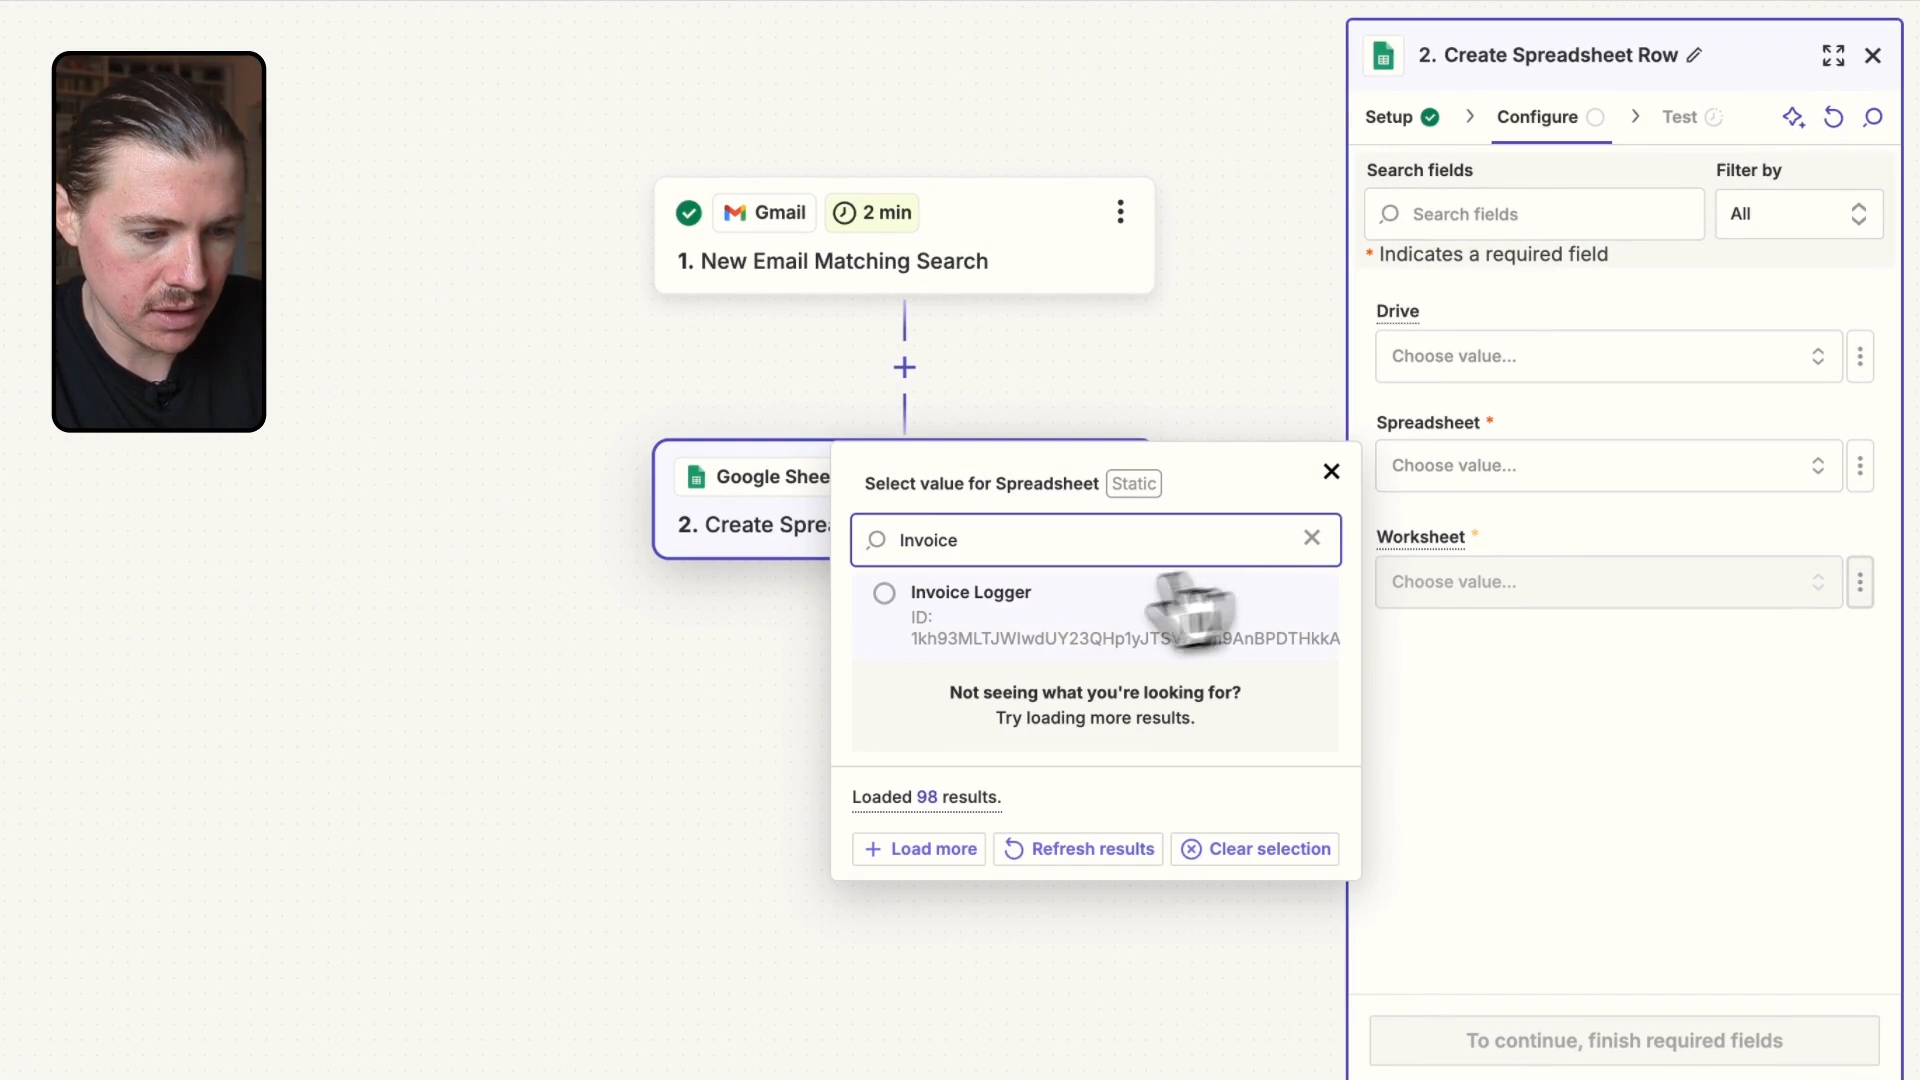 Gmail
2 min
1. New Email Matching Search
Google Shee
2. Create Sprea
Select value for Spreadsheet
Static
Invoice
Invoice Logger
ID:
Not seeing what you're looking for?
Try loading more results.
Loaded 98 results.
Load more
Refresh results
Clear selection
2. Create Spreadsheet Row
Setup
Configure
Test
Search fields
Filter by
Search fields
All
* Indicates a required field
Drive
Choose value...
Spreadsheet *
Choose value...
Worksheet *
Choose value...
To continue, finish required fields